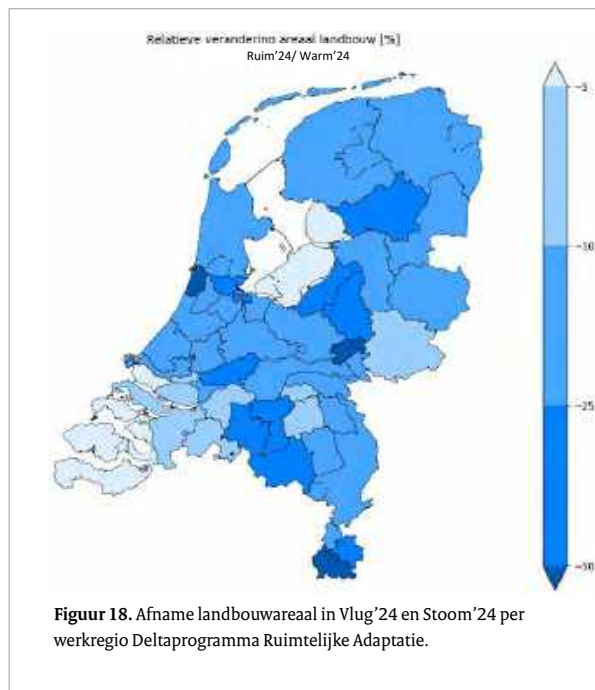 Relatieve verandering areaal landbouw [%]
Ruim'24/ Warm'24
-5
-10
-25
-50
Figuur 18. Afname landbouwareaal in Vlug'24 en Stoom'24 per
werkregio Deltaprogramma Ruimtelijke Adaptatie.